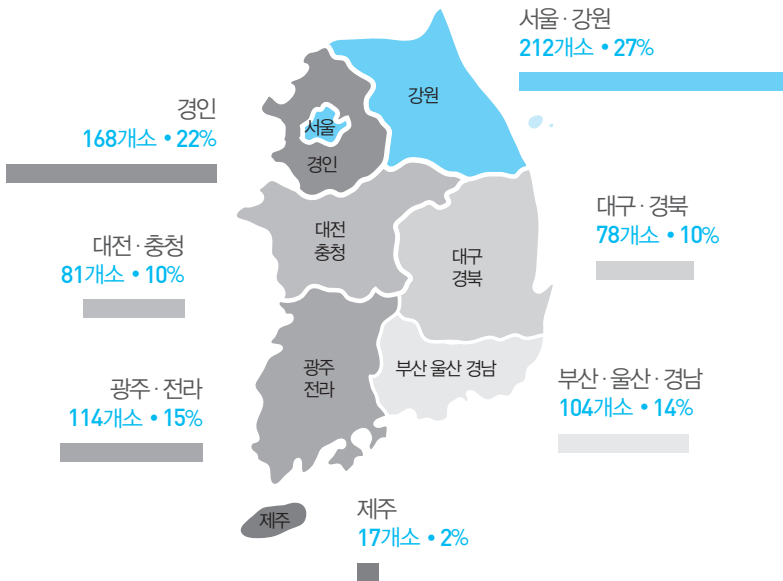 서울 · 강원
212개소 • 27%
경인
168개소 • 22%
대전 · 충청
81개소 • 10%
대구 · 경북
78개소 • 10%
광주 · 전라
114개소 • 15%
부산 · 울산 · 경남
104개소 • 14%
제주
17개소 • 2%
강원
서울
경인
대전
충청
대구
경북
광주
전라
부산 울산 경남
제주